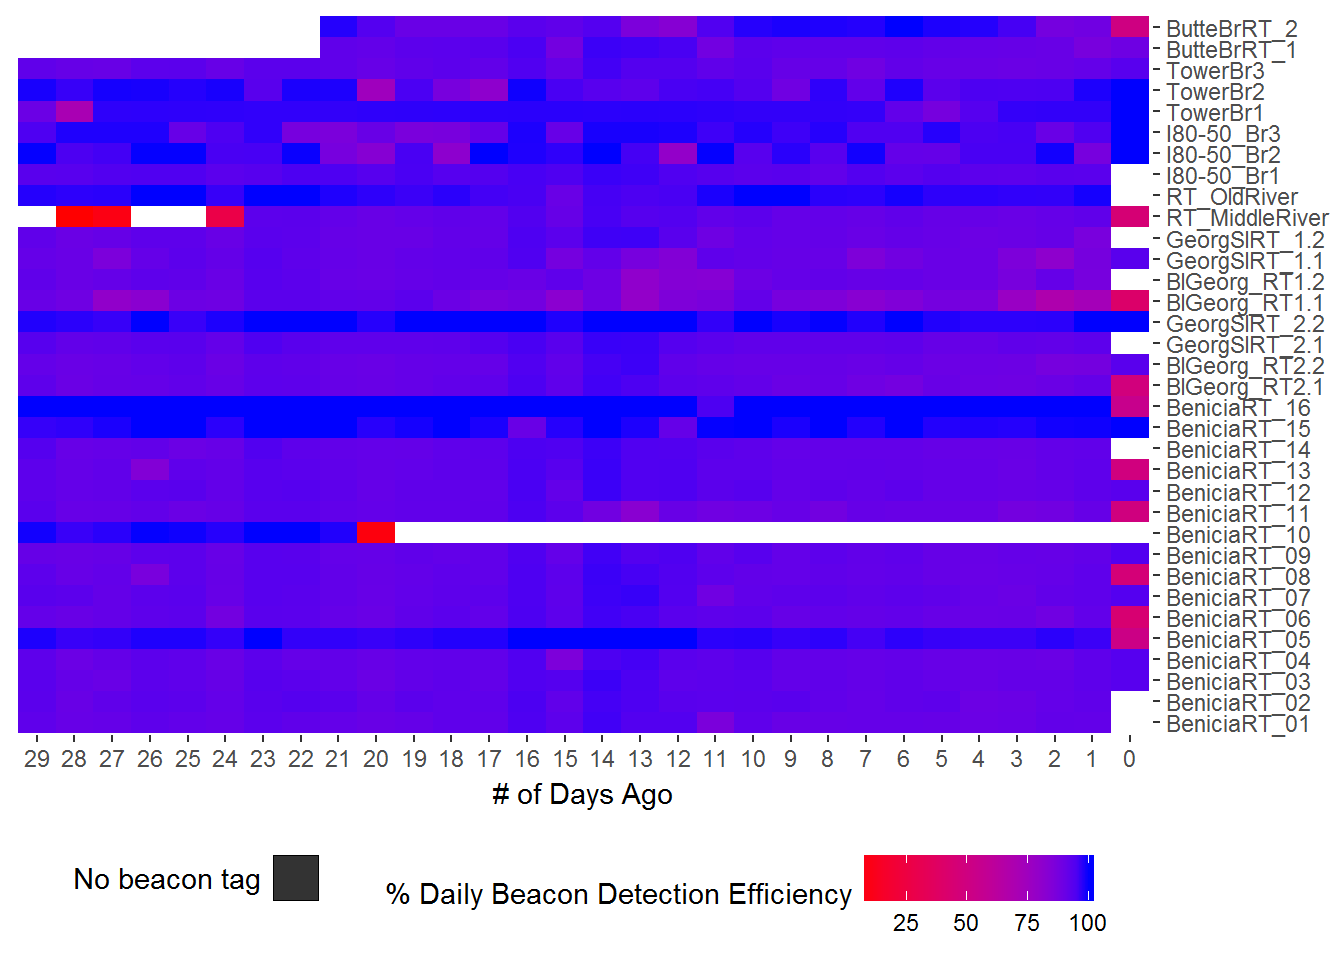 ButteBrRT_2
ButteBrRT_1
TowerBr3
TowerBr2
TowerBr1
I80-50_Br3
I80-50_Br2
I80-50_Br1
RT_OldRiver
RT_MiddleRiver
GeorgSlRT_1.2
GeorgSlRT_1.1
BlGeorg_RT1.2
BlGeorg_RT1.1
GeorgSlRT_2.2
GeorgSlRT_2.1
BlGeorg_RT2.2
BlGeorg_RT2.1
BeniciaRT_16
BeniciaRT_15
BeniciaRT_14
BeniciaRT_13
BeniciaRT_12
BeniciaRT_11
BeniciaRT_10
BeniciaRT_09
BeniciaRT_08
BeniciaRT_07
BeniciaRT_06
BeniciaRT_05
BeniciaRT_04
BeniciaRT_03
BeniciaRT_02
BeniciaRT_01
29 28 27 26 25 24 23 22 21 20 19 18 17 16 15 14 13 12 11 10 9 8 7 6 5 4 3 2 1 0
# of Days Ago
No beacon tag
% Daily Beacon Detection Efficiency
25 50 75 100